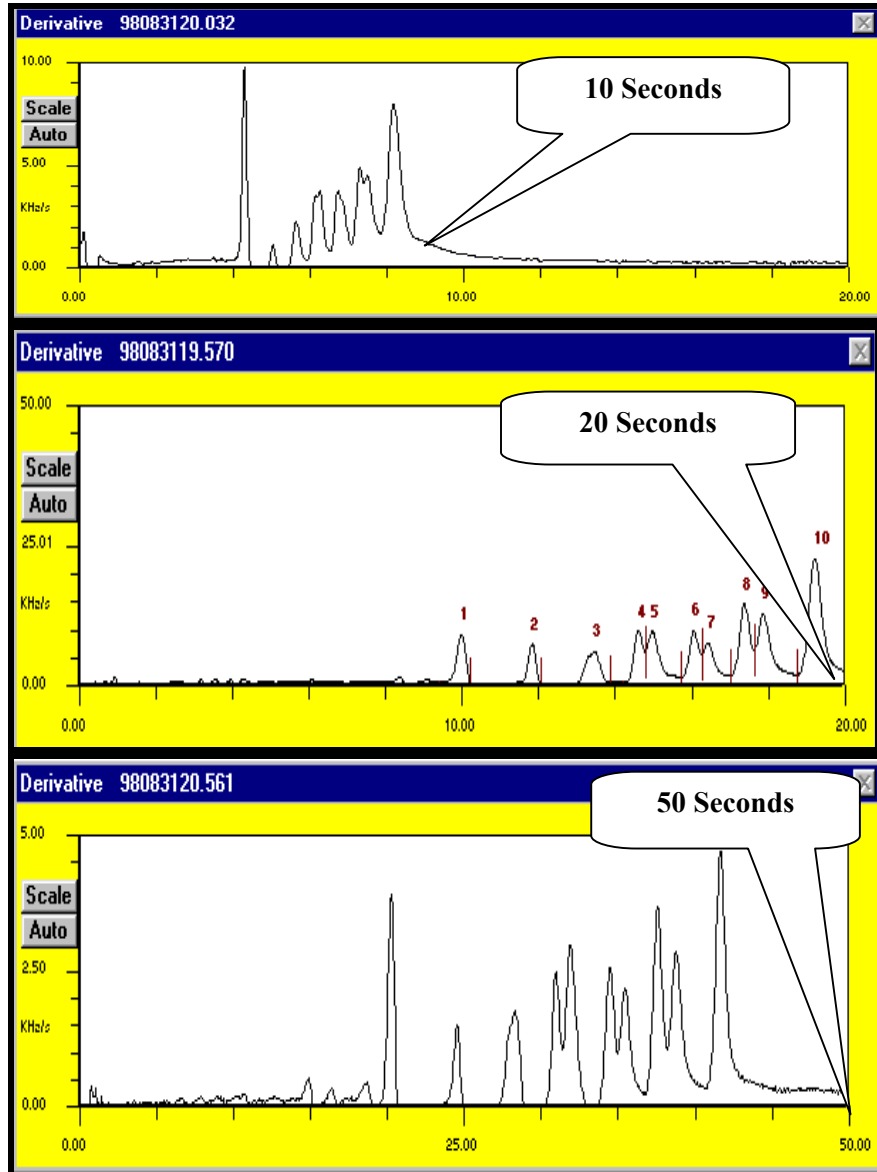 Derivative 98083120.032
10.00
10 Seconds
Scale
Auto
5.00
KHz/s
0.00
0.00 10.00 20.00
Derivative 98083119.570
50.00
20 Seconds
Scale
Auto
25.01
10
8
9
KHz/s
1 2 3 4 5 6 7
0.00
0.00 10.00 20.00
Derivative 98083120.561
50 Seconds
5.00
Scale
Auto
2.50
KHz/s
0.00
0.00 25.00 50.00